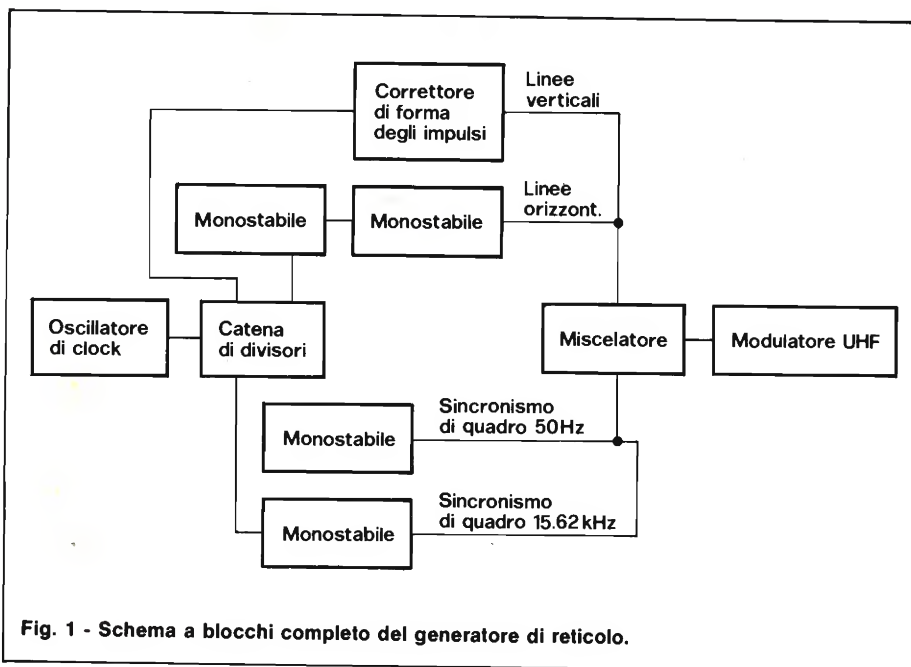 Correttore
di forma
degli impulsi
Linee
verticali
Monostabile
Monostabile
Linee
orizzont.
Oscillatore
di clock
Catena
di divisori
Miscelatore
Modulatore UHF
Monostabile
Sincronismo
di quadro 50Hz
Monostabile
Sincronismo
di quadro 15.62 kHz
Fig. 1 - Schema a blocchi completo del generatore di reticolo.